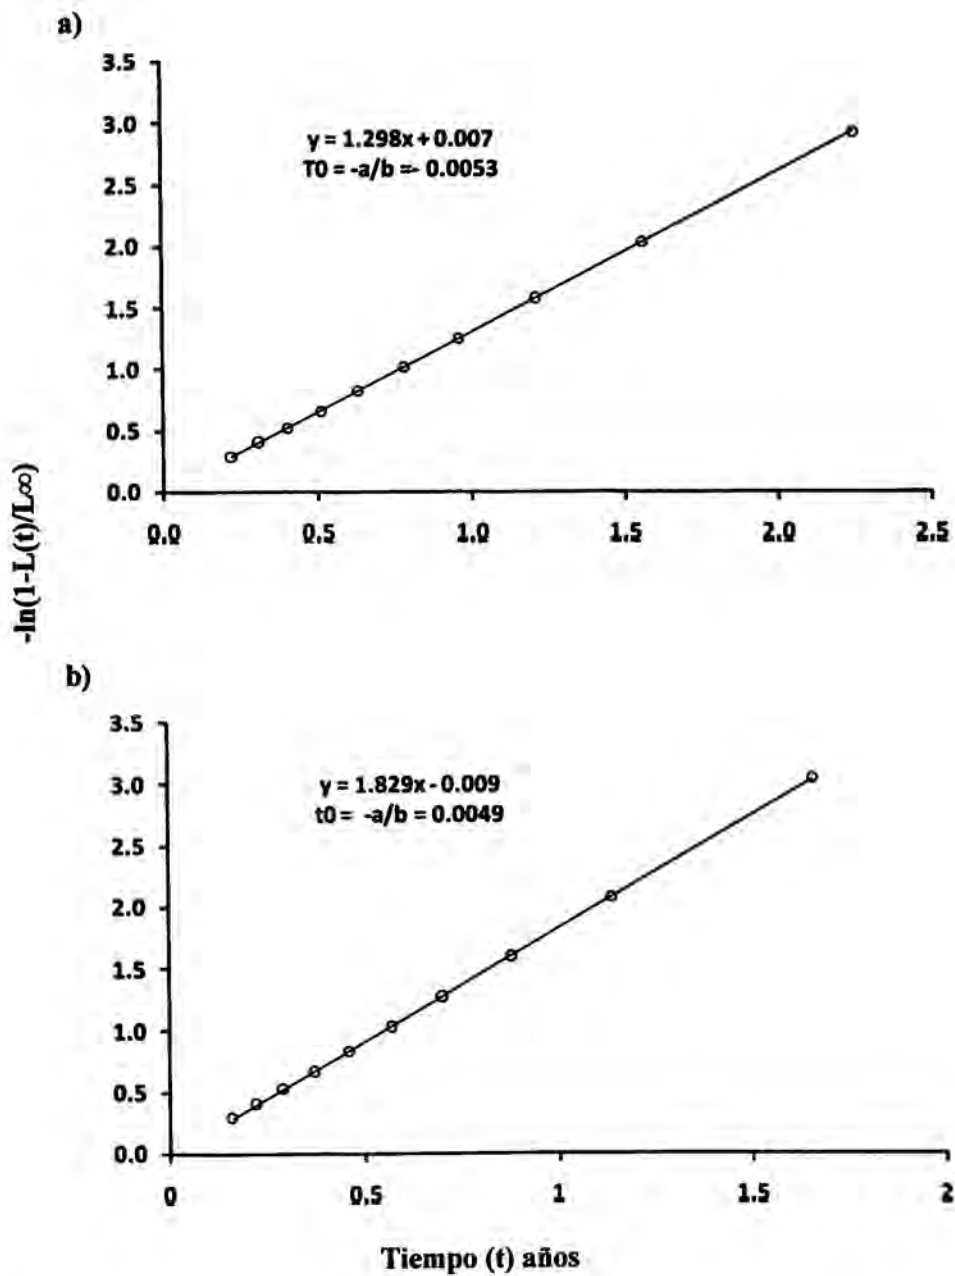 a)
3.5
3.0
y = 1.298x + 0.007
T0 = -a/b =- 0.0053
2.5
2.0
1.5
1.0
0.5
0.0
0.0 0.5 1.0 1.5 2.0 2.5
-ln(1-L(t)/L∞)
b)
3.5
y = 1.829x - 0.009
3.0
t0 = -a/b = 0.0049
2.5
2.0
1.5
1.0
0.5
0.0
0 0.5 1 1.5 2
Tiempo (t) años